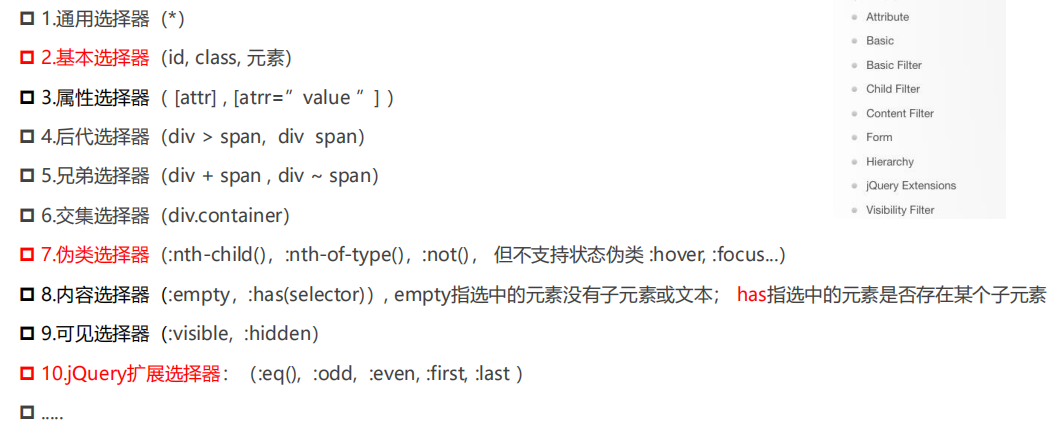 1.通用选择器（*）
2.基本选择器（id, class, 元素)
3.属性选择器（ [attr] , [atrr=”value ”] ）
4.后代选择器（div > span，div  span）
5.兄弟选择器（div + span , div ~ span）
6.交集选择器（div.container）
7.伪类选择器（:nth-child()，:nth-of-type()，:not()， 但不支持状态伪类 :hover, :focus...）
8.内容选择器（:empty，:has(selector)）, empty指选中的元素没有子元素或文本； has指选中的元素是否存在某个子元素
9.可见选择器（:visible，:hidden）
10.jQuery扩展选择器：（:eq()，:odd，:even, :first, :last ）
.....
Attribute
Basic
Basic Filter
Child Filter
Content Filter
Form
Hierarchy
jQuery Extensions
Visibility Filter